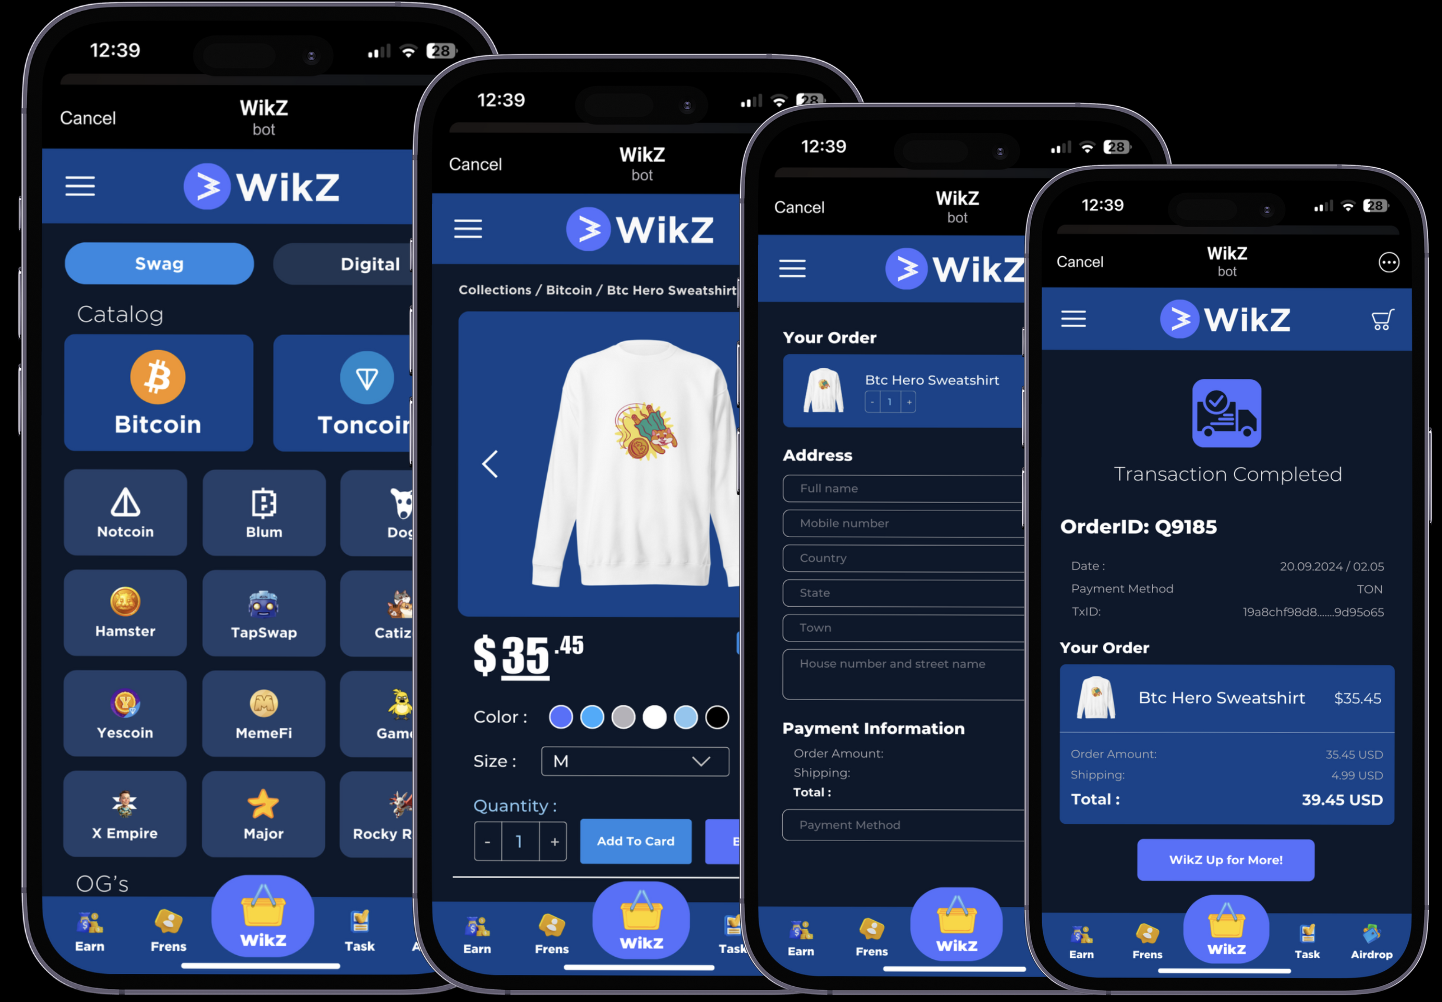 12:39
28
Cancel
WikZ
bot
WikZ
Swag
Digital
Catalog
Bitcoin
Toncoin
Notcoin
Blum
Dog
Hamster
TapSwap
Catiz
Yescoin
MemeFi
Game
X Empire
Major
Rocky R
OG's
Earn
Frens
WikZ
Task
A
12:39
28
Cancel
WikZ
bot
WikZ
Collections / Bitcoin / Btc Hero Sweatshirt
$35.45
Color :
Size :
M
Quantity :
- 1 +
Add To Card
B
Earn
Frens
WikZ
Task
12:39
28
Cancel
WikZ
bot
WikZ
Your Order
Btc Hero Sweatshirt
- 1 +
Address
Full name
Mobile number
Country
State
Town
House number and street name
Payment Information
Order Amount:
Shipping:
Total :
Payment Method
Earn
Frens
WikZ
12:39
28
Cancel
WikZ
bot
WikZ
Transaction Completed
OrderID: Q9185
Date : 20.09.2024 / 02.05
Payment Method TON
TxID: 19a8chf98d8......9d95o65
Your Order
Btc Hero Sweatshirt $35.45
Order Amount: 35.45 USD
Shipping: 4.99 USD
Total : 39.45 USD
WikZ Up for More!
Earn
Frens
WikZ
Task
Airdrop